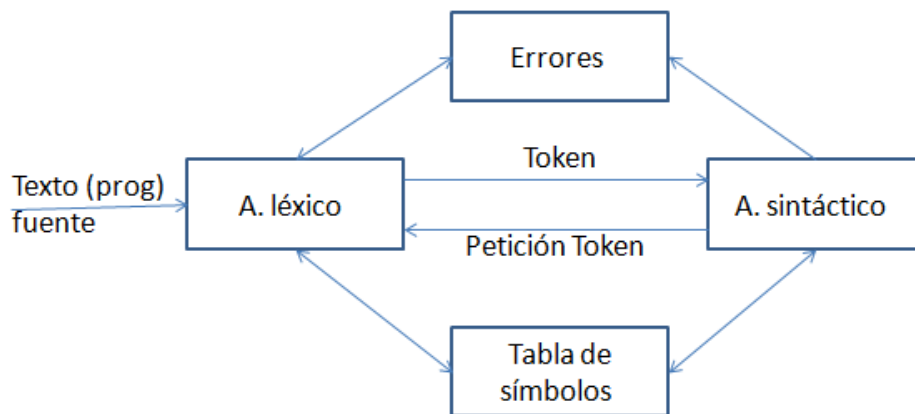 Errores
Token
Texto (prog)
fuente
A. léxico
A. sintáctico
Petición Token
Tabla de
símbolos